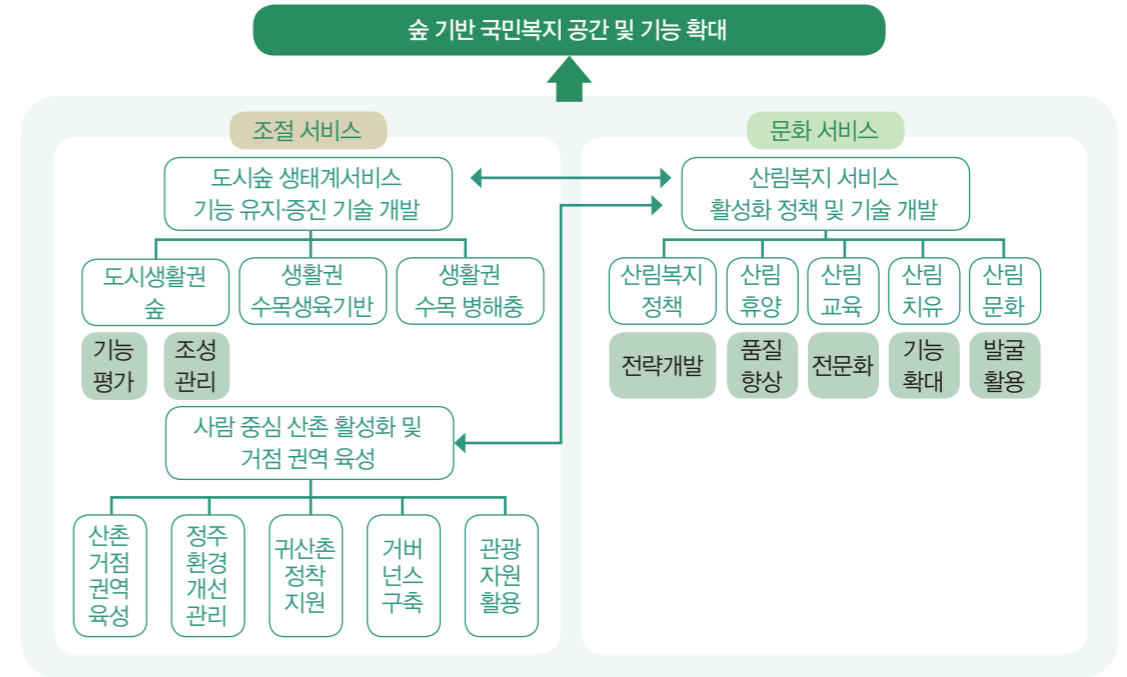 숲 기반 국민복지 공간 및 기능 확대
조절 서비스
도시숲 생태계서비스
기능 유지·증진 기술 개발
도시생활권
숲
생활권
수목생육기반
생활권
수목 병해충
기능
평가
조성
관리
사람 중심 산촌 활성화 및
거점 권역 육성
산촌
거점
권역
육성
정주
환경
개선
관리
귀산촌
정착
지원
거버
넌스
구축
관광
자원
활용
문화 서비스
산림복지 서비스
활성화 정책 및 기술 개발
산림복지
정책
산림
휴양
산림
교육
산림
치유
산림
문화
전략개발
품질
향상
전문화
기능
확대
발굴
활용